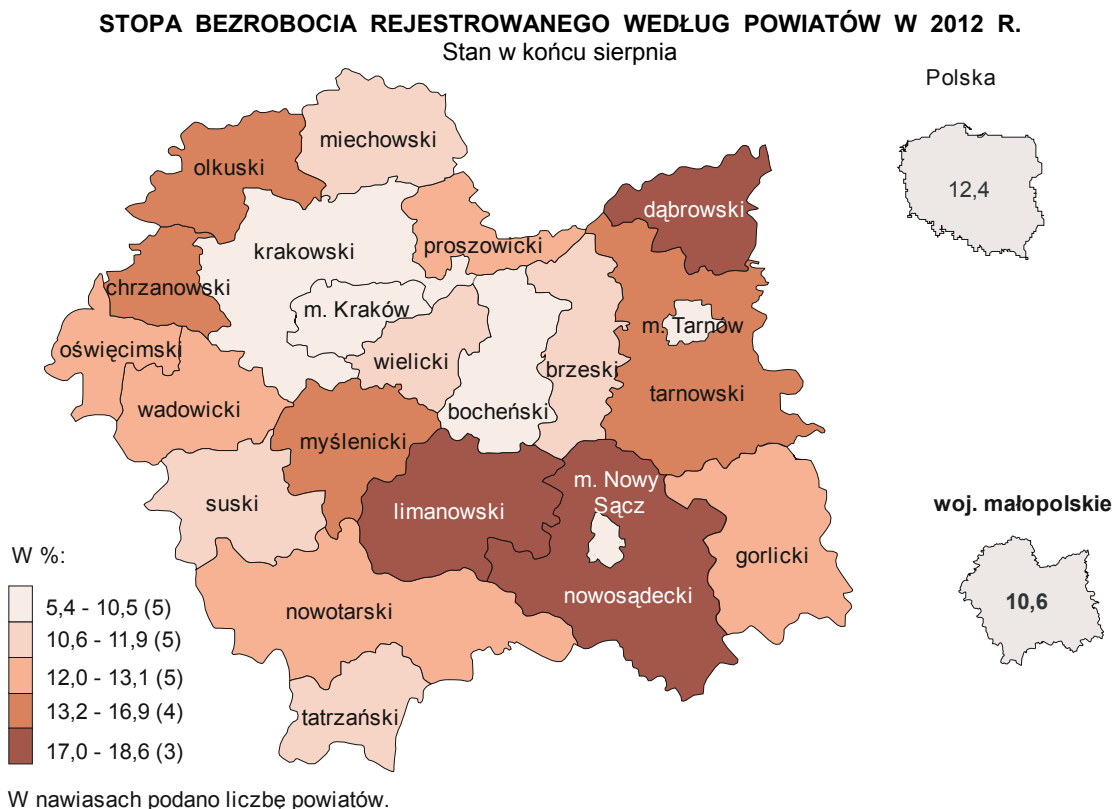 STOPA BEZROBOCIA REJESTROWANEGO WEDŁUG POWIATÓW W 2012 R.
Stan w końcu sierpnia
Polska
12,4
miechowski
olkuski
dąbrowski
krakowski
proszowicki
chrzanowski
m. Kraków
m. Tarnów
oświęcimski
wielicki
brzeski
wadowicki
bocheński
tarnowski
myślenicki
m. Nowy
Sącz
suski
limanowski
woj. małopolskie
gorlicki
nowosądecki
nowotarski
10,6
tatrzański
W %:
5,4 - 10,5 (5)
10,6 - 11,9 (5)
12,0 - 13,1 (5)
13,2 - 16,9 (4)
17,0 - 18,6 (3)
W nawiasach podano liczbę powiatów.